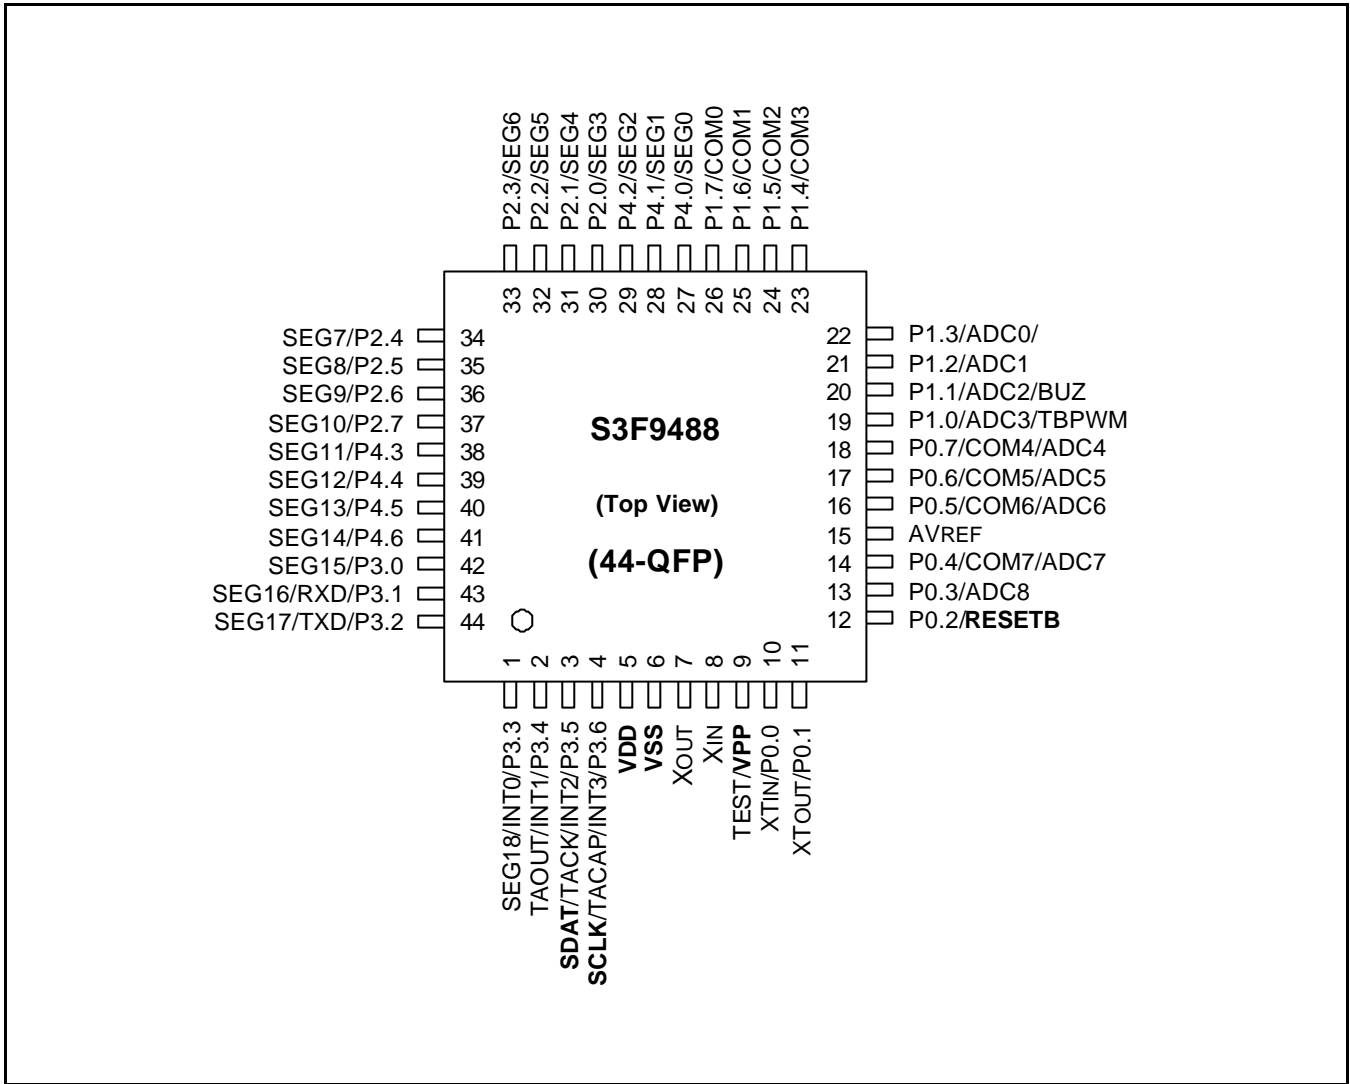 P2.3/SEG6
P2.2/SEG5
P2.1/SEG4
P2.0/SEG3
P4.2/SEG2
P4.1/SEG1
P4.0/SEG0
P1.7/COM0
P1.6/COM1
P1.5/COM2
P1.4/COM3
33
32
31
30
29
28
27
26
25
24
23
SEG7/P2.4 34
SEG8/P2.5 35
SEG9/P2.6 36
SEG10/P2.7 37
SEG11/P4.3 38
SEG12/P4.4 39
SEG13/P4.5 40
SEG14/P4.6 41
SEG15/P3.0 42
SEG16/RXD/P3.1 43
SEG17/TXD/P3.2 44
S3F9488
(Top View)
(44-QFP)
22 P1.3/ADC0/
21 P1.2/ADC1
20 P1.1/ADC2/BUZ
19 P1.0/ADC3/TBPWM
18 P0.7/COM4/ADC4
17 P0.6/COM5/ADC5
16 P0.5/COM6/ADC6
15 AVREF
14 P0.4/COM7/ADC7
13 P0.3/ADC8
12 P0.2/RESETB
1
2
3
4
5
6
7
8
9
10
11
SEG18/INT0/P3.3
TAOUT/INT1/P3.4
SDAT/TACK/INT2/P3.5
SCLK/TACAP/INT3/P3.6
VDD
VSS
XOUT
XIN
TEST/VPP
XTIN/P0.0
XTOUT/P0.1